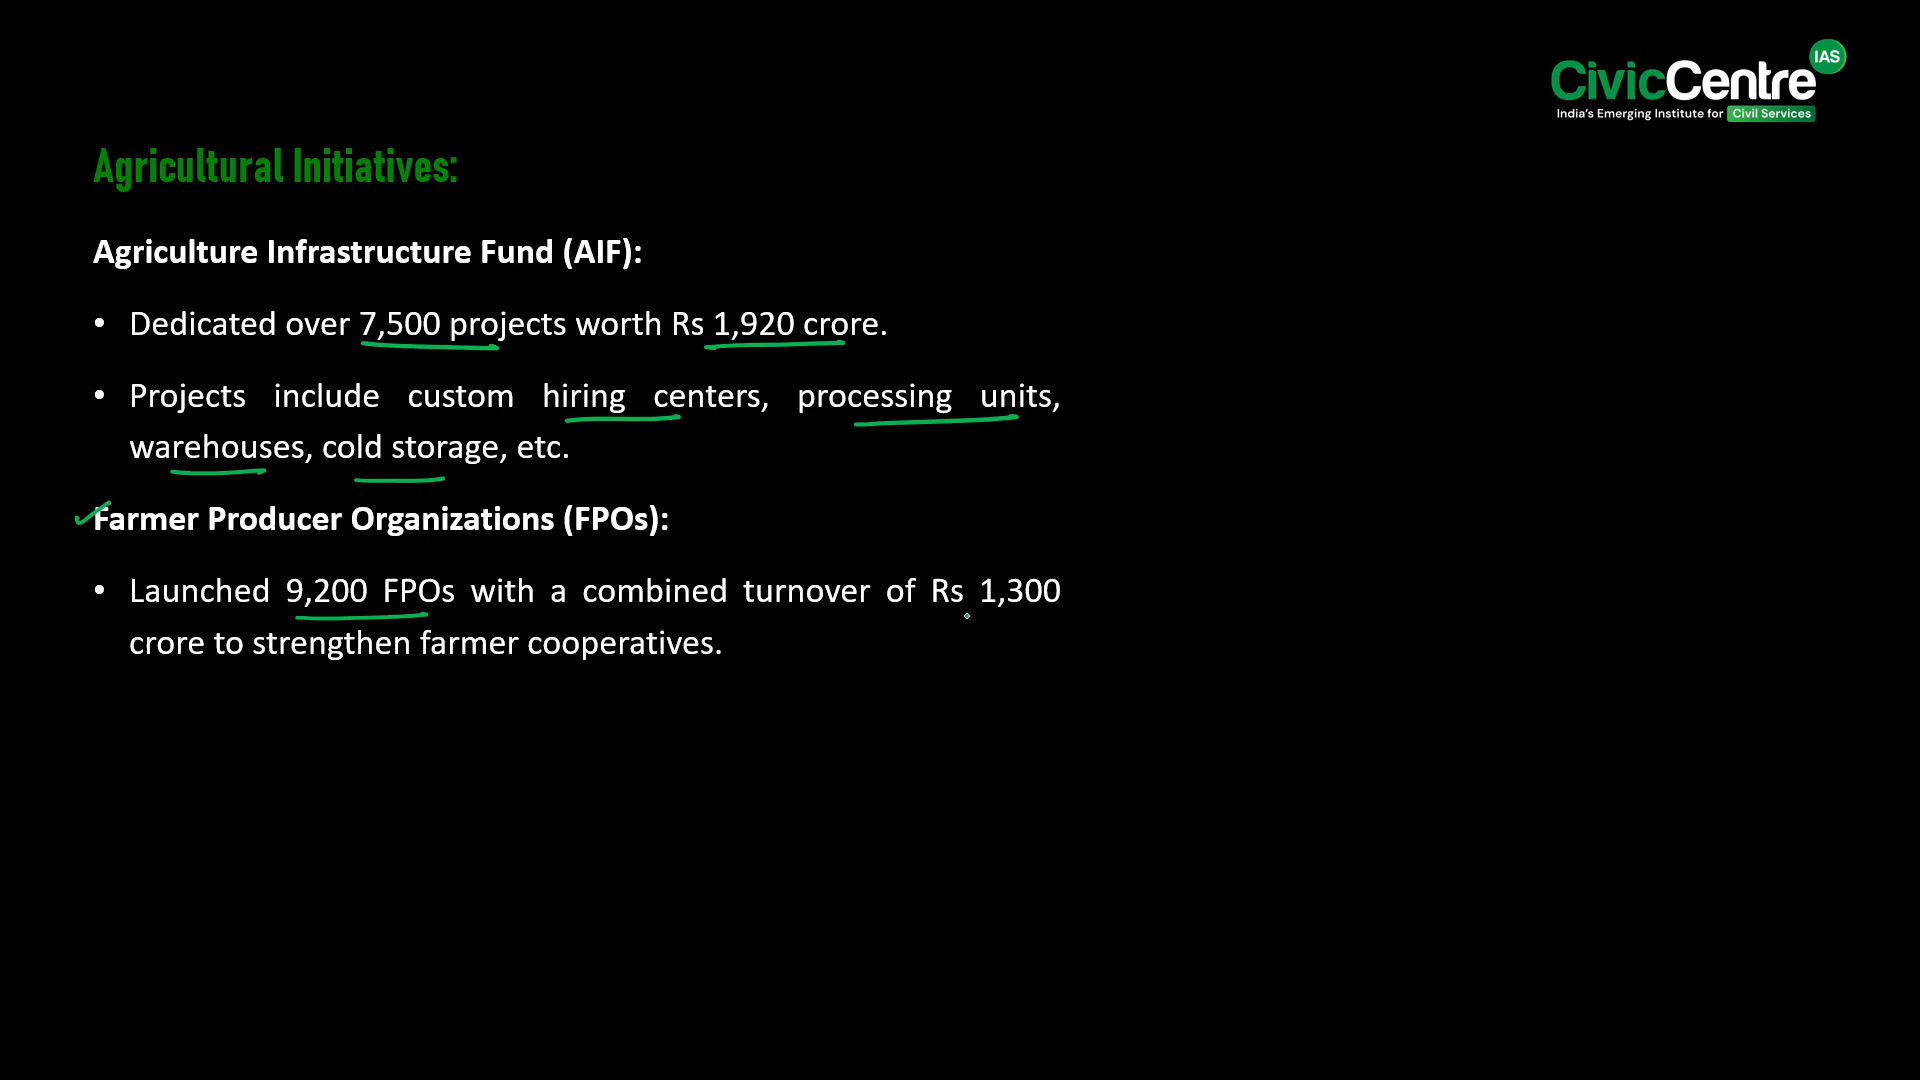 CivicCentre IAS
India's Emerging Institute for Civil Services
Agricultural Initiatives:
Agriculture Infrastructure Fund (AIF):
• Dedicated over 7,500 projects worth Rs 1,920 crore.
• Projects include custom hiring centers, processing units,
warehouses, cold storage, etc.
Farmer Producer Organizations (FPOs):
• Launched 9,200 FPOs with a combined turnover of Rs 1,300
crore to strengthen farmer cooperatives.